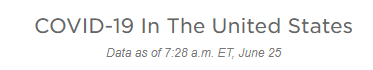 COVID-19 In The United States
Data as of 7:28 a.m. ET, June 25